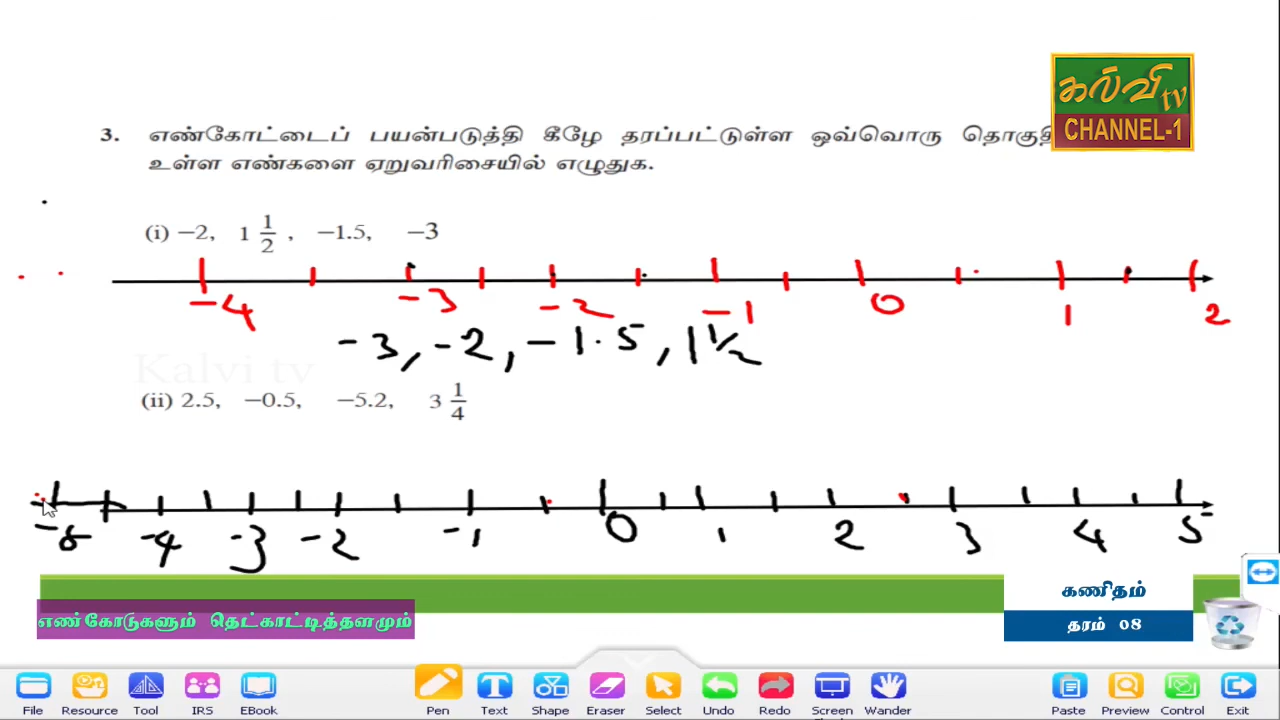 கல்வி tv
CHANNEL-1
3. எண்கோட்டைப் பயன்படுத்தி கீழே தரப்பட்டுள்ள ஒவ்வொரு
உள்ள எண்களை ஏறுவரிசையில் எழுதுக.
(i) −2, 1 1/2 , −1.5, −3
-4 -3 -2 -1 0 1 2
-3, -2, -1.5, 1 1/2
Kalvi tv
(ii) 2.5, −0.5, −5.2, 3 1/4
-4 -3 -2 -1 0 1 2 3 4 5
கணிதம்
எண்கோடுகளும் தெட்காட்டித்தளமும்
தரம் 08
File Resource Tool IRS EBook Pen Text Shape Eraser Select Undo Redo Screen Wander Paste Preview Control Exit